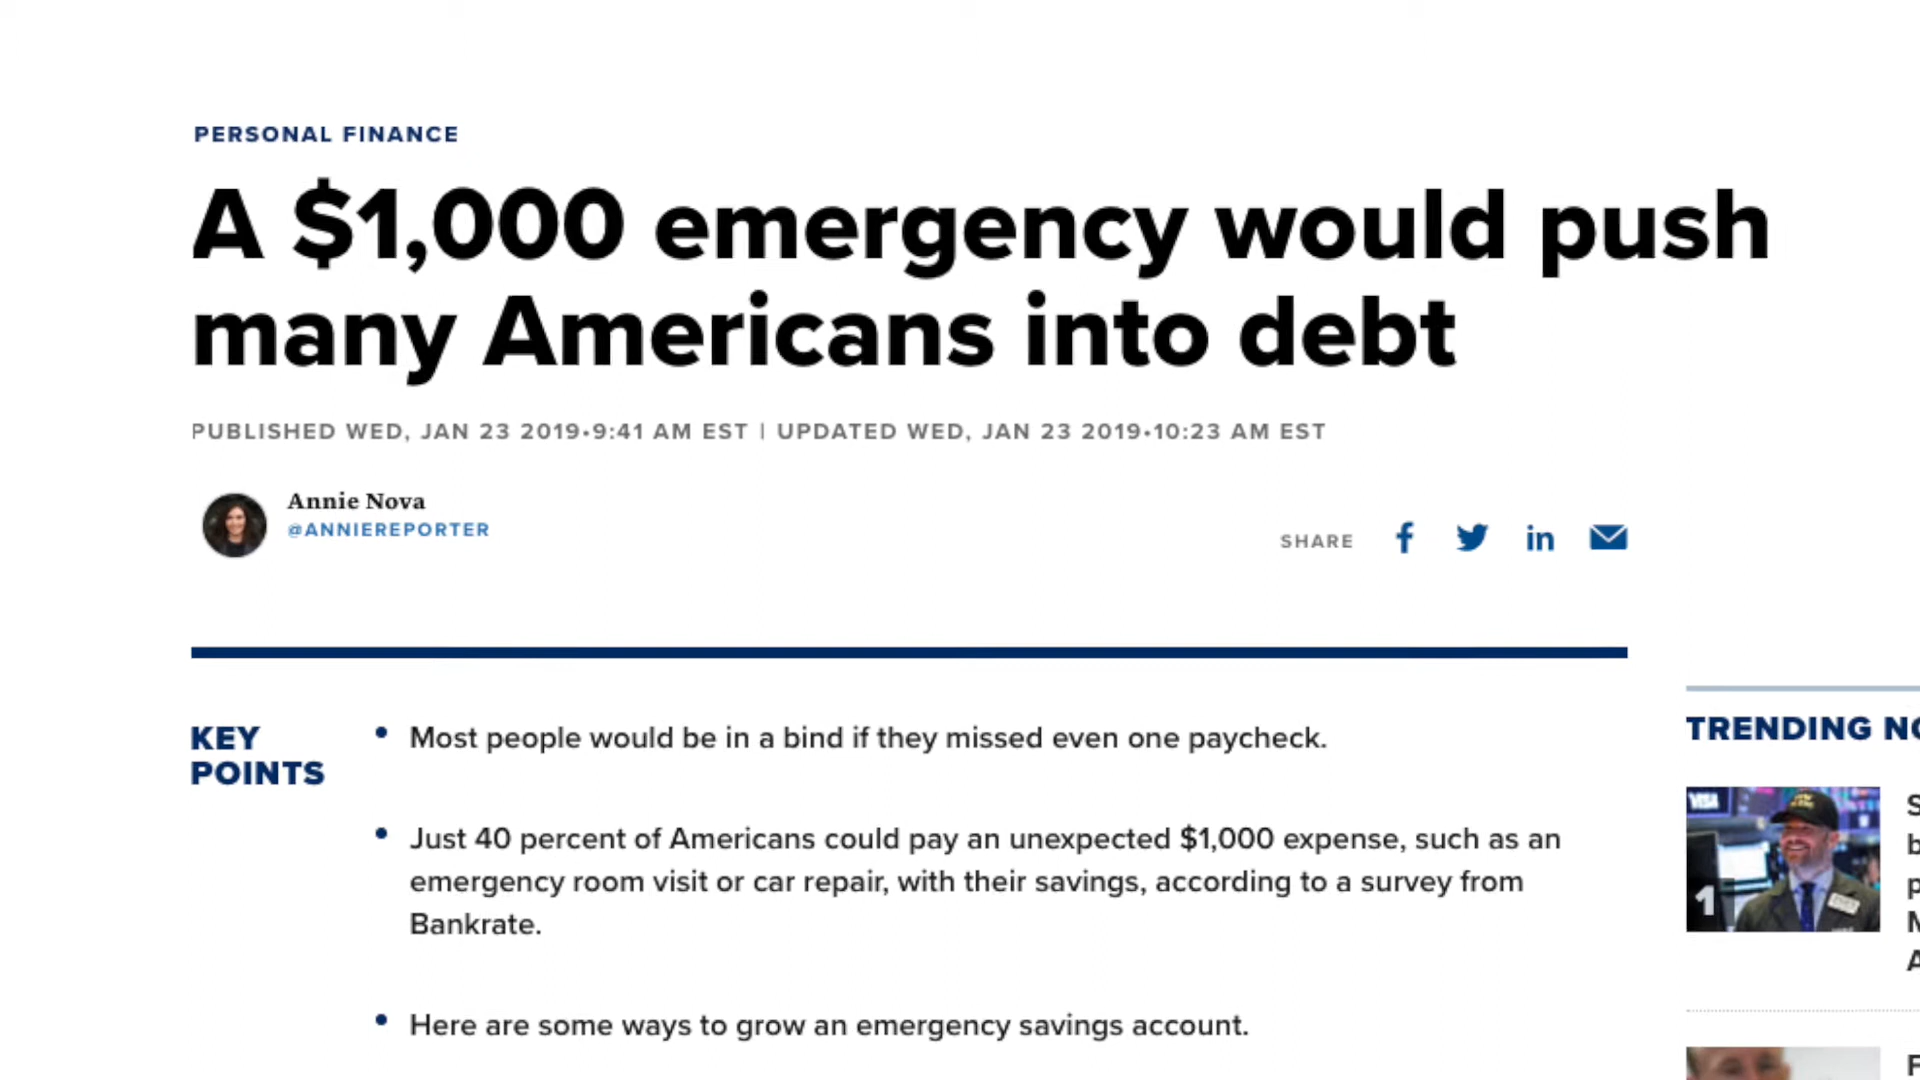 PERSONAL FINANCE
A $1,000 emergency would push
many Americans into debt
PUBLISHED WED, JAN 23 2019•9:41 AM EST | UPDATED WED, JAN 23 2019•10:23 AM EST
Annie Nova
@ANNIEREPORTER
SHARE
KEY
POINTS
• Most people would be in a bind if they missed even one paycheck.
• Just 40 percent of Americans could pay an unexpected $1,000 expense, such as an
emergency room visit or car repair, with their savings, according to a survey from
Bankrate.
• Here are some ways to grow an emergency savings account.
TRENDING
VISA
1